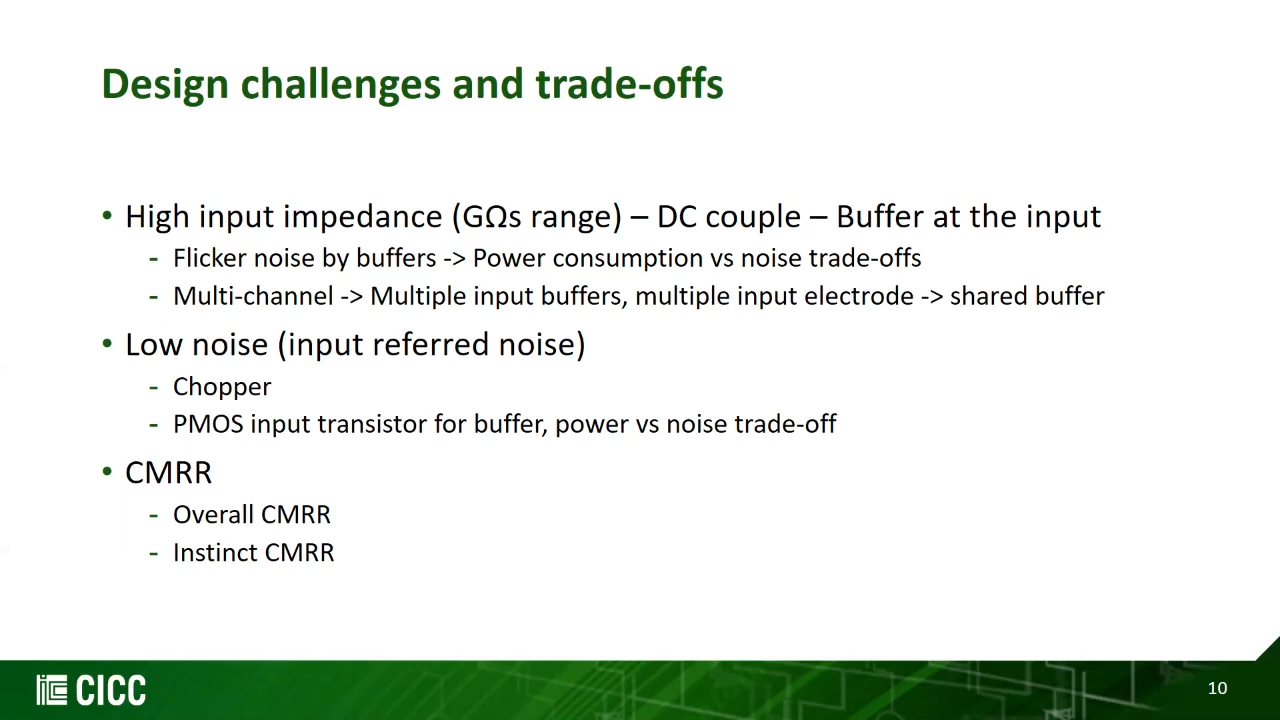 Design challenges and trade-offs
• High input impedance (GΩs range) – DC couple – Buffer at the input
- Flicker noise by buffers -> Power consumption vs noise trade-offs
- Multi-channel -> Multiple input buffers, multiple input electrode -> shared buffer
• Low noise (input referred noise)
- Chopper
- PMOS input transistor for buffer, power vs noise trade-off
• CMRR
- Overall CMRR
- Instinct CMRR
CICC
10